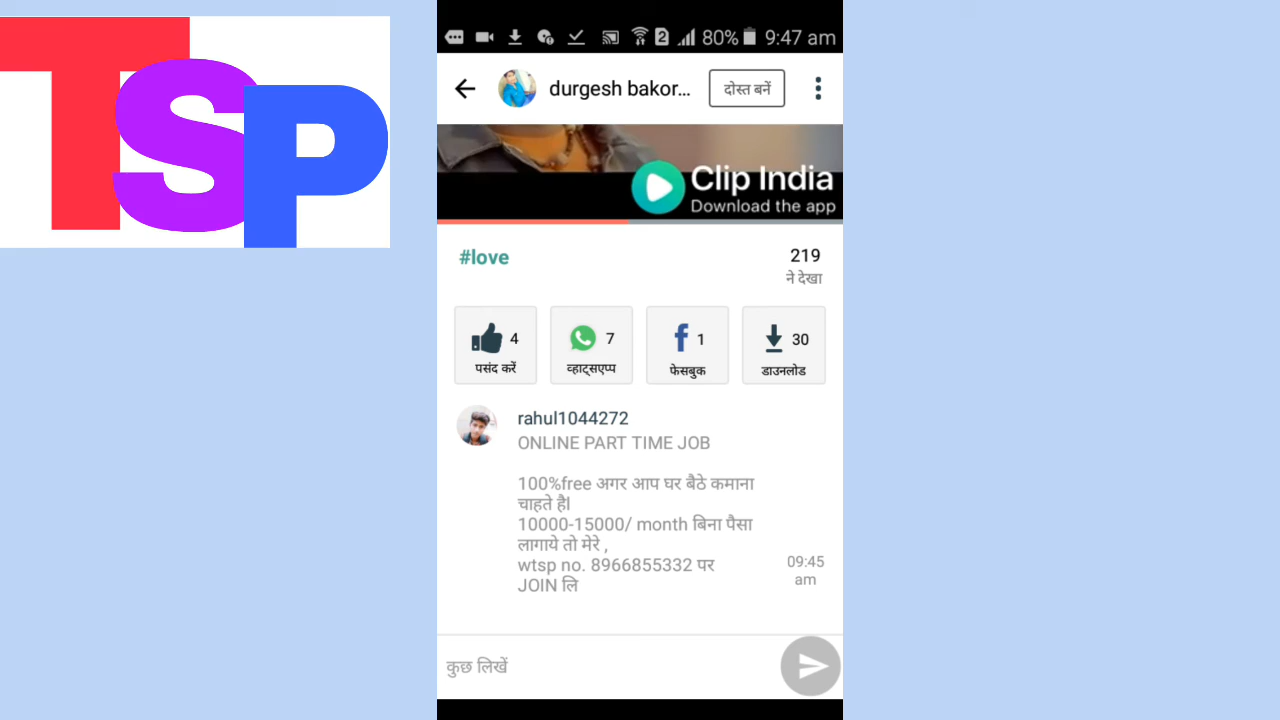 TSP
2 80% 9:47 am
durgesh bakor... दोस्त बनें
Clip India
Download the app
#love 219
ने देखा
4 7 1 30
पसंद करें व्हाट्सएप्प फेसबुक डाउनलोड
rahul1044272
ONLINE PART TIME JOB
100%free अगर आप घर बैठे कमाना
चाहते है।
10000-15000/ month बिना पैसा
लागाये तो मेरे ,
wtsp no. 8966855332 पर
JOIN लि
09:45
am
कुछ लिखें